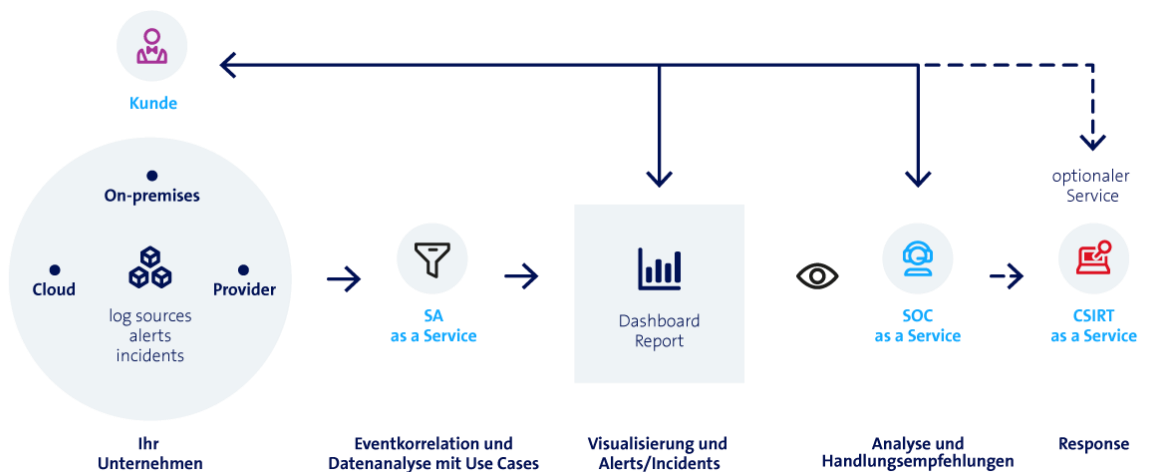 Kunde
On-premises
Cloud
Provider
log sources
alerts
incidents
SA
as a Service
Dashboard
Report
SOC
as a Service
optionaler
Service
CSIRT
as a Service
Ihr
Unternehmen
Eventkorrelation und
Datenanalyse mit Use Cases
Visualisierung und
Alerts/Incidents
Analyse und
Handlungsempfehlungen
Response